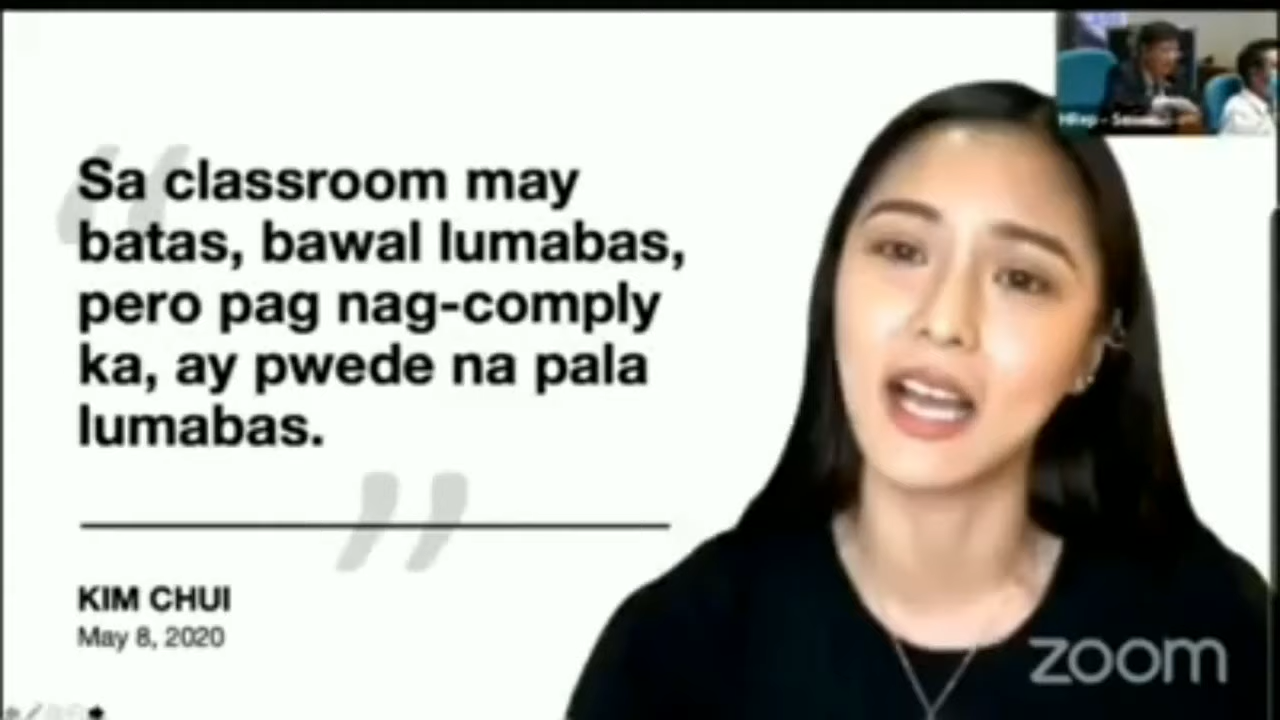 Sa classroom may
batas, bawal lumabas,
pero pag nag-comply
ka, ay pwede na pala
lumabas.
KIM CHUI
May 8, 2020
zoom